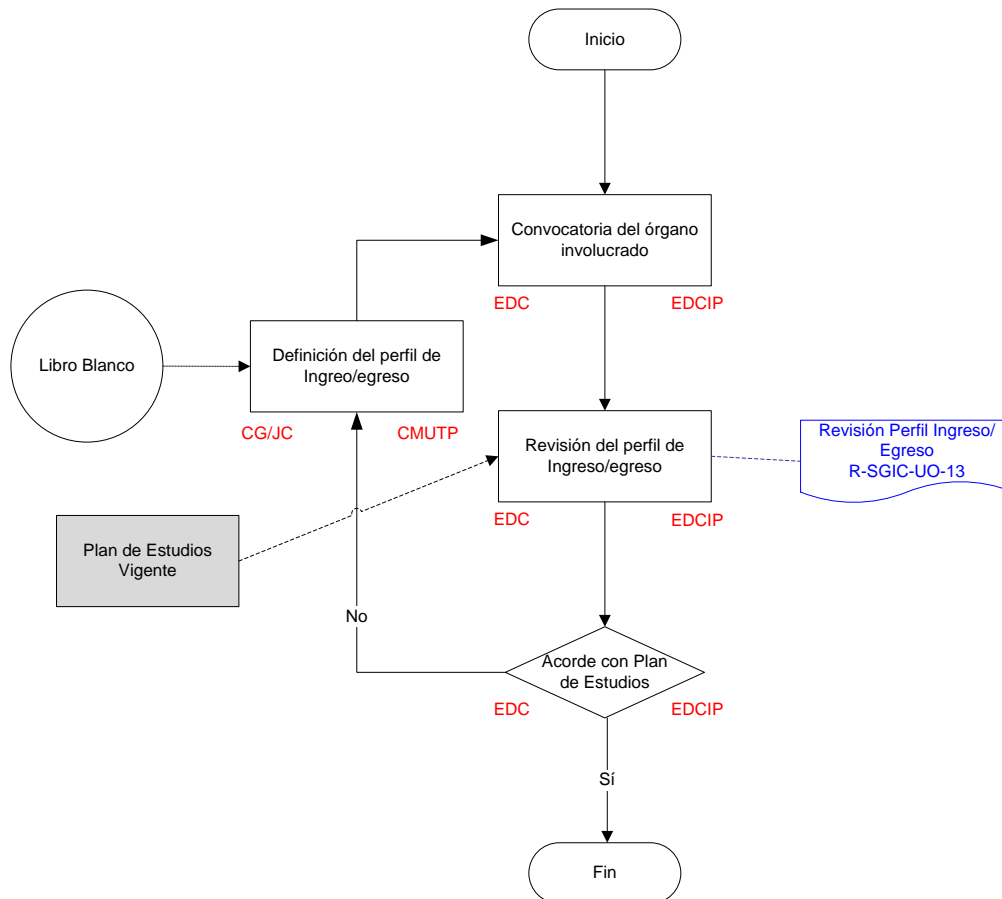 Inicio
Convocatoria del órgano
involucrado
EDC
EDCIP
Libro Blanco
Definición del perfil de
Ingreo/egreso
CG/JC
CMUTP
Revisión del perfil de
Ingreso/egreso
EDC
EDCIP
Revisión Perfil Ingreso/
Egreso
R-SGIC-UO-13
Plan de Estudios
Vigente
No
Acorde con Plan
de Estudios
EDC
EDCIP
Sí
Fin